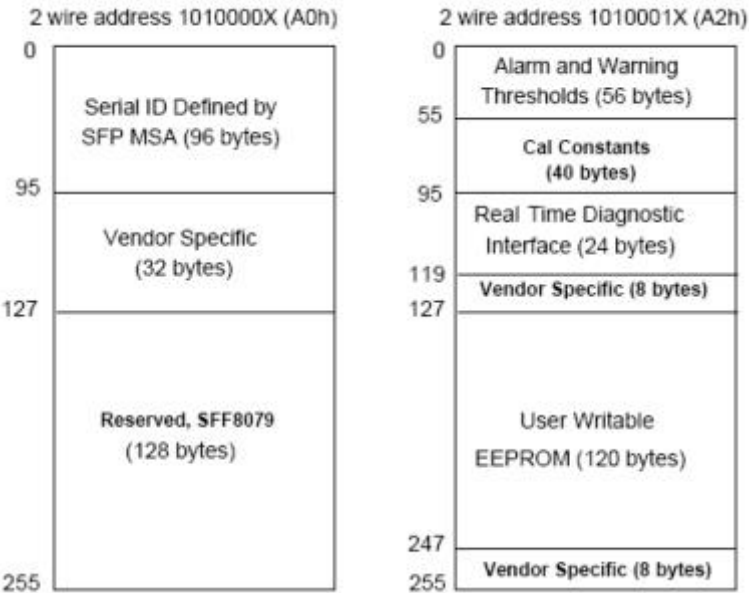 2 wire address 1010000X (A0h)
0
Serial ID Defined by
SFP MSA (96 bytes)
95
Vendor Specific
(32 bytes)
127
Reserved, SFF8079
(128 bytes)
255
2 wire address 1010001X (A2h)
0
Alarm and Warning
Thresholds (56 bytes)
55
Cal Constants
(40 bytes)
95
Real Time Diagnostic
Interface (24 bytes)
119
Vendor Specific (8 bytes)
127
User Writable
EEPROM (120 bytes)
247
Vendor Specific (8 bytes)
255